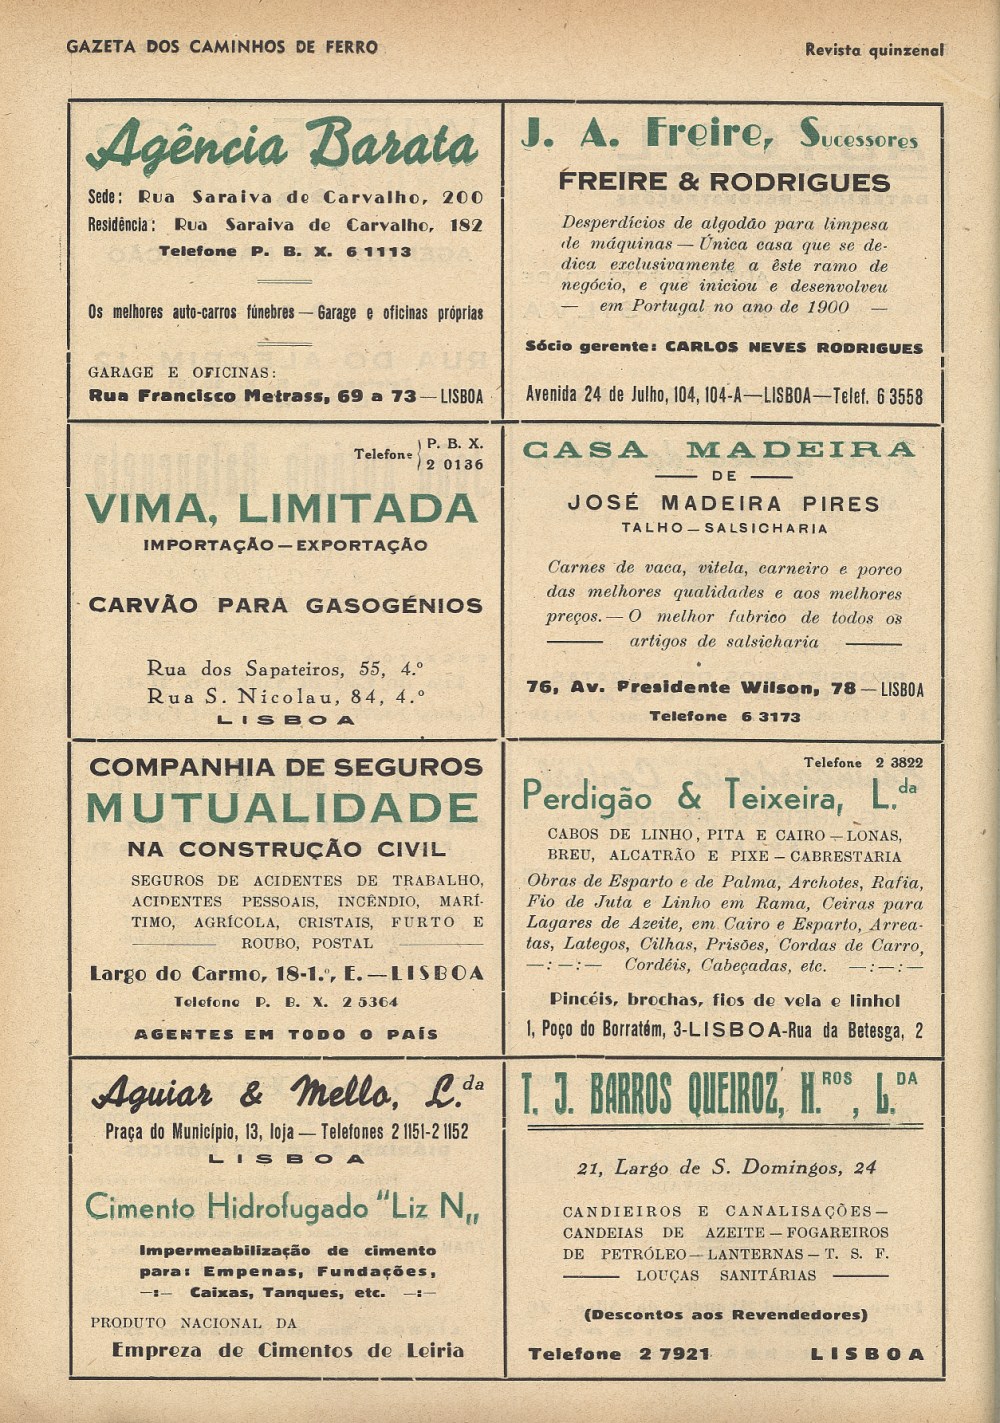 GAZETA DOS CAMINHOS DE FERRO
Revista quinzenal
Agência Barata
Sede: Rua Saraiva de Carvalho, 200
Residência: Rua Saraiva de Carvalho, 182
Telefone P. B. X. 6 1113
Os melhores auto-carros fúnebres — Garage e oficinas próprias
GARAGE E OFICINAS:
Rua Francisco Metrass, 69 a 73 — LISBOA
J. A. Freire, Sucessores
FREIRE & RODRIGUES
Desperdícios de algodão para limpesa
de máquinas — Única casa que se de-
dica exclusivamente a êste ramo de
negócio, e que iniciou e desenvolveu
— em Portugal no ano de 1900 —
Sócio gerente: CARLOS NEVES RODRIGUES
Avenida 24 de Julho, 104, 104-A — LISBOA — Telef. 6 3558
Telefone P. B. X.
2 0136
VIMA, LIMITADA
IMPORTAÇÃO — EXPORTAÇÃO
CARVÃO PARA GASOGÉNIOS
Rua dos Sapateiros, 55, 4.º
Rua S. Nicolau, 84, 4.º
LISBOA
CASA MADEIRA
— DE —
JOSÉ MADEIRA PIRES
TALHO — SALSICHARIA
Carnes de vaca, vitela, carneiro e porco
das melhores qualidades e aos melhores
preços. — O melhor fabrico de todos os
— artigos de salsicharia —
76, Av. Presidente Wilson, 78 — LISBOA
Telefone 6 3173
COMPANHIA DE SEGUROS
MUTUALIDADE
NA CONSTRUÇÃO CIVIL
SEGUROS DE ACIDENTES DE TRABALHO,
ACIDENTES PESSOAIS, INCÊNDIO, MARÍ-
TIMO, AGRÍCOLA, CRISTAIS, FURTO E
— ROUBO, POSTAL —
Largo do Carmo, 18-1.º, E. — LISBOA
Telefone P. B. X. 2 5364
AGENTES EM TODO O PAÍS
Telefone 2 3822
Perdigão & Teixeira, L.da
CABOS DE LINHO, PITA E CAIRO — LONAS,
BREU, ALCATRÃO E PIXE — CABRESTARIA
Obras de Esparto e de Palma, Archotes, Rafia,
Fio de Juta e Linho em Rama, Ceiras para
Lagares de Azeite, em Cairo e Esparto, Arrea-
tas, Lategos, Cilhas, Prisões, Cordas de Carro,
—:—:— Cordéis, Cabeçadas, etc. —:—:—
Pincéis, brochas, fios de vela e linhol
1, Poço do Borratém, 3-LISBOA-Rua da Betesga, 2
Aguiar & Mello, L.da
Praça do Município, 13, loja — Telefones 2 1151-2 1152
LISBOA
Cimento Hidrofugado "Liz N„
Impermeabilização de cimento
para: Empenas, Fundações,
—:— Caixas, Tanques, etc. —:—
PRODUTO NACIONAL DA
Empreza de Cimentos de Leiria
T. J. BARROS QUEIROZ, H.ROS, L.DA
21, Largo de S. Domingos, 24
CANDIEIROS E CANALISAÇÕES —
CANDEIAS DE AZEITE — FOGAREIROS
DE PETRÓLEO — LANTERNAS — T. S. F.
— LOUÇAS SANITÁRIAS —
(Descontos aos Revendedores)
Telefone 2 7921 LISBOA